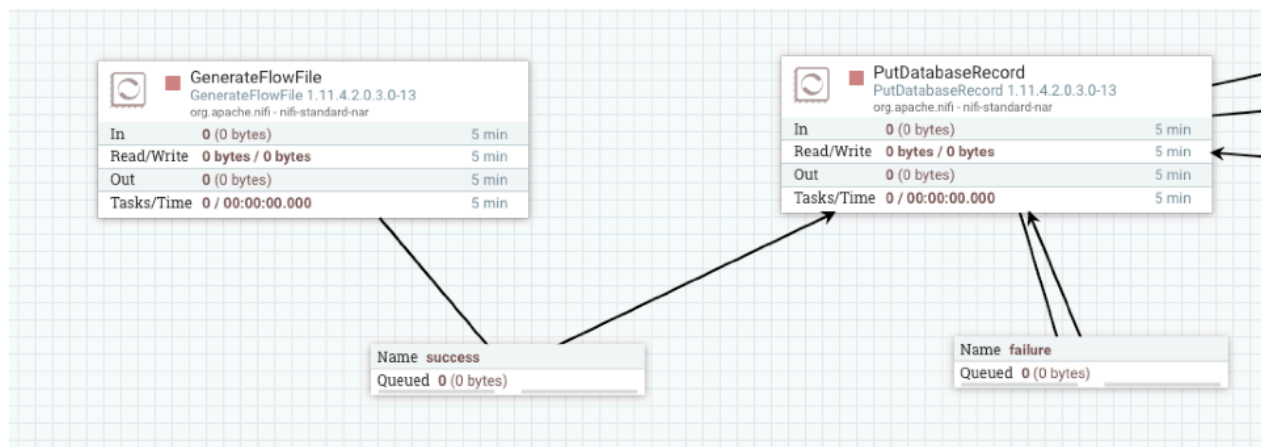 GenerateFlowFile
GenerateFlowFile 1.11.4.2.0.3.0-13
org.apache.nifi - nifi-standard-nar
In 0 (0 bytes) 5 min
Read/Write 0 bytes / 0 bytes 5 min
Out 0 (0 bytes) 5 min
Tasks/Time 0 / 00:00:00.000 5 min
PutDatabaseRecord
PutDatabaseRecord 1.11.4.2.0.3.0-13
org.apache.nifi - nifi-standard-nar
In 0 (0 bytes) 5 min
Read/Write 0 bytes / 0 bytes 5 min
Out 0 (0 bytes) 5 min
Tasks/Time 0 / 00:00:00.000 5 min
Name success
Queued 0 (0 bytes)
Name failure
Queued 0 (0 bytes)